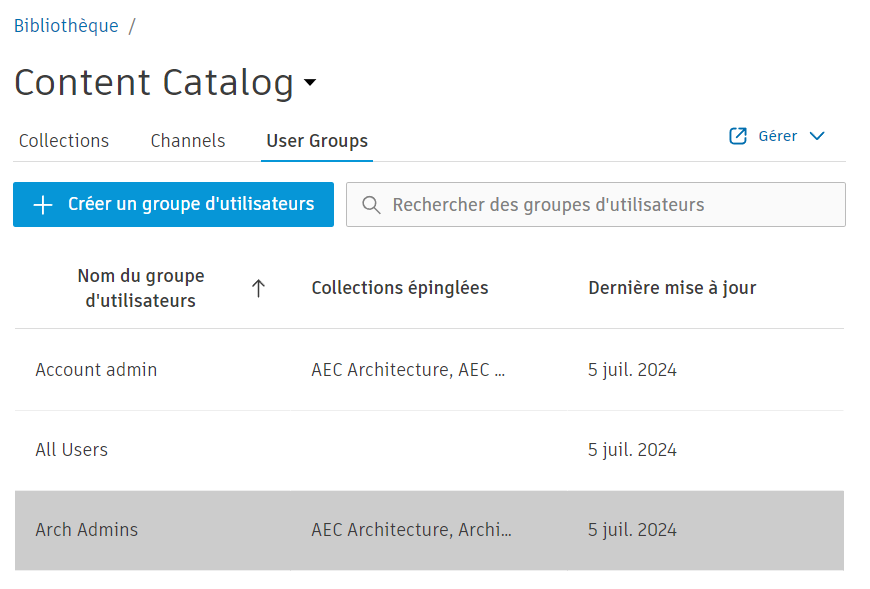 Bibliothèque /
Content Catalog
Collections Channels User Groups Gérer
Créer un groupe d'utilisateurs Rechercher des groupes d'utilisateurs
Nom du groupe
d'utilisateurs Collections épinglées Dernière mise à jour
Account admin AEC Architecture, AEC ... 5 juil. 2024
All Users 5 juil. 2024
Arch Admins AEC Architecture, Archi... 5 juil. 2024